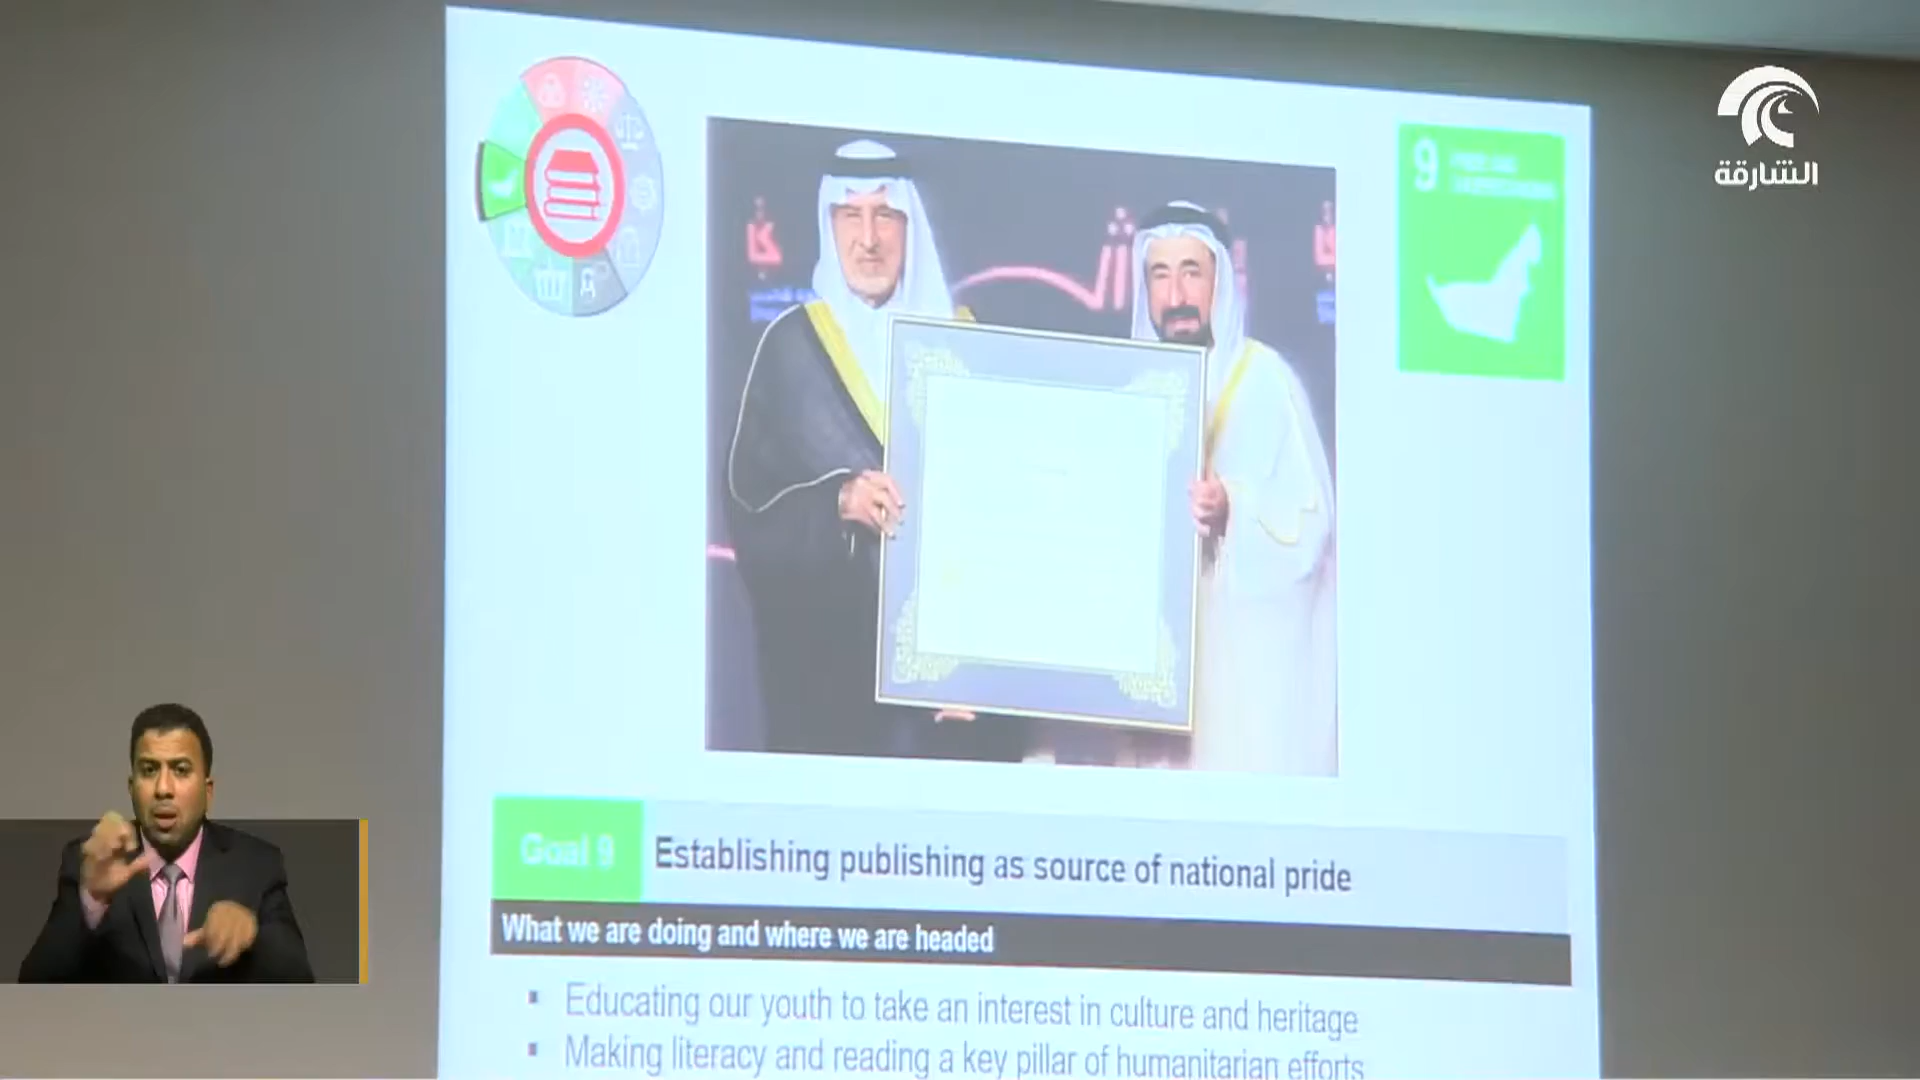 الشارقة
9
Goal 9
Establishing publishing as source of national pride
What we are doing and where we are headed
▪ Educating our youth to take an interest in culture and heritage
▪ Making literacy and reading a key pillar of humanitarian efforts